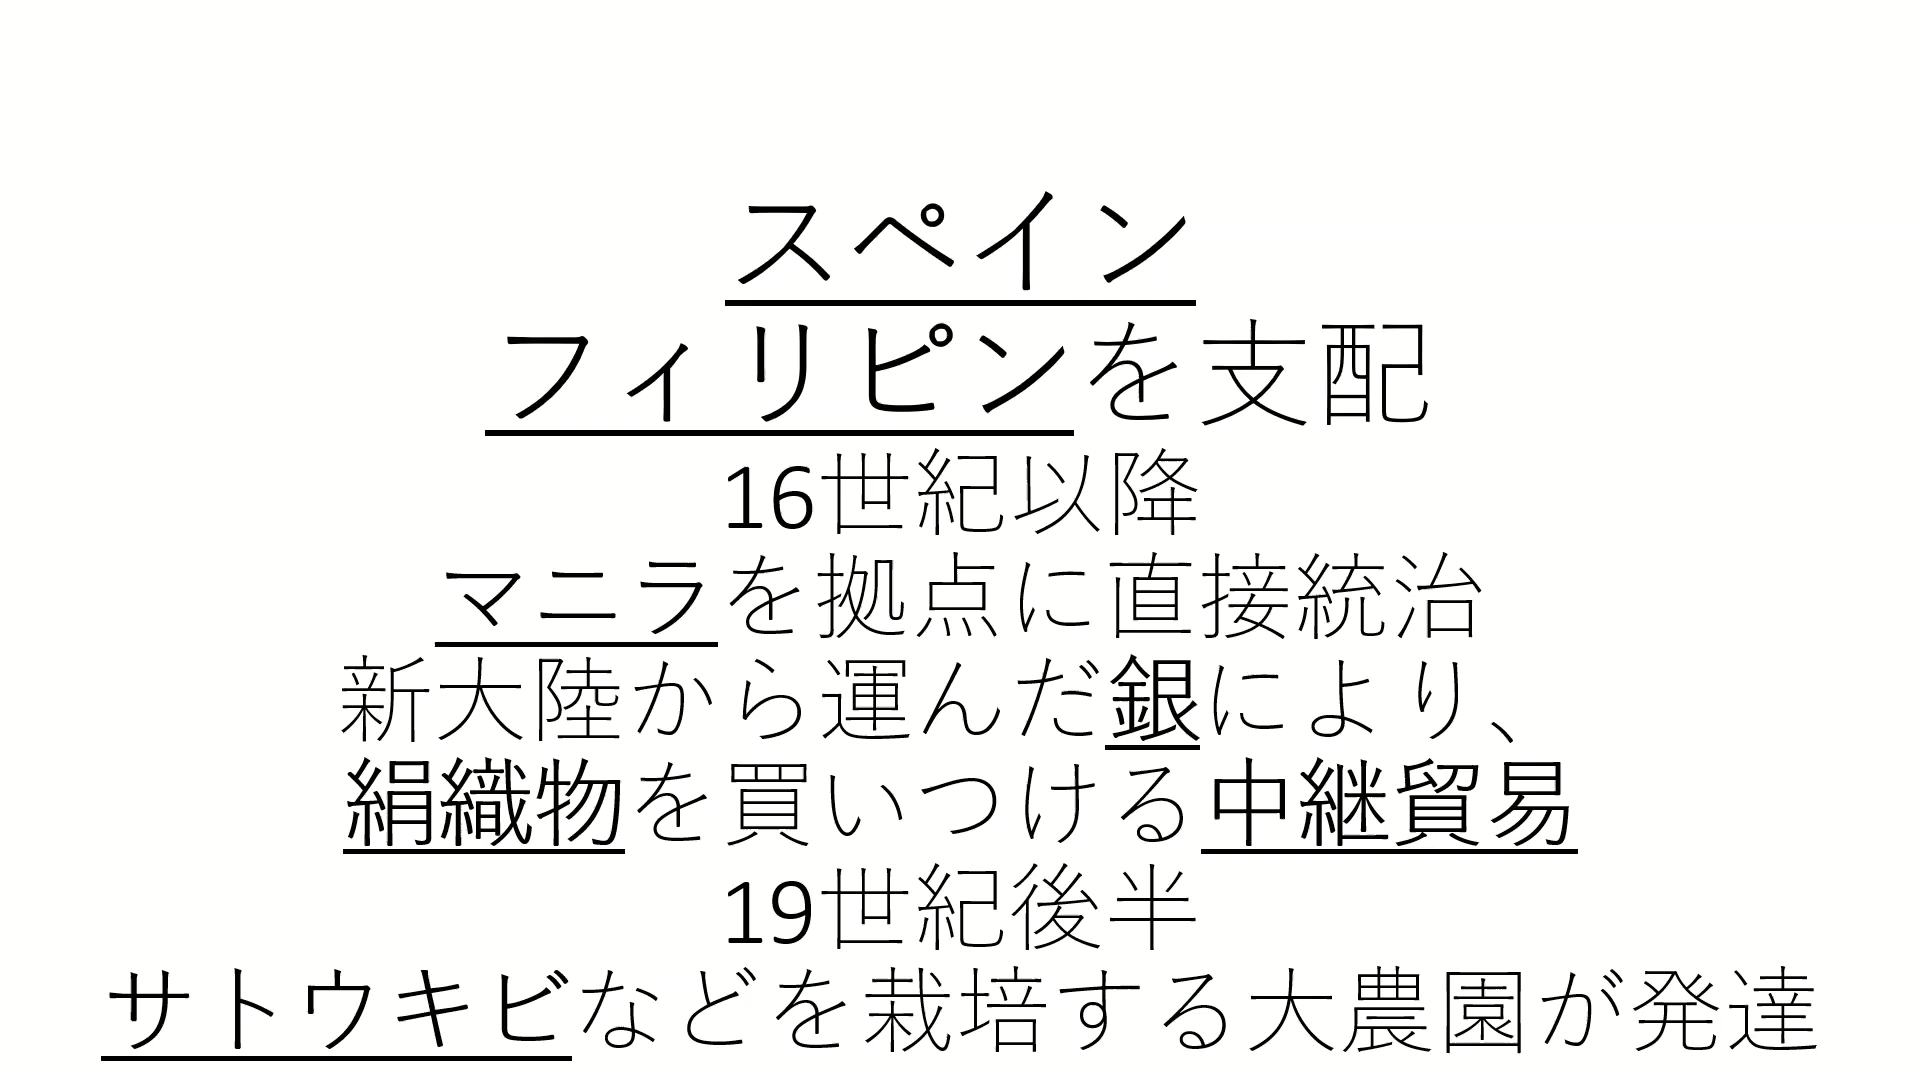 スペイン
フィリピンを支配
16世紀以降
マニラを拠点に直接統治
新大陸から運んだ銀により、
絹織物を買いつける中継貿易
19世紀後半
サトウキビなどを栽培する大農園が発達